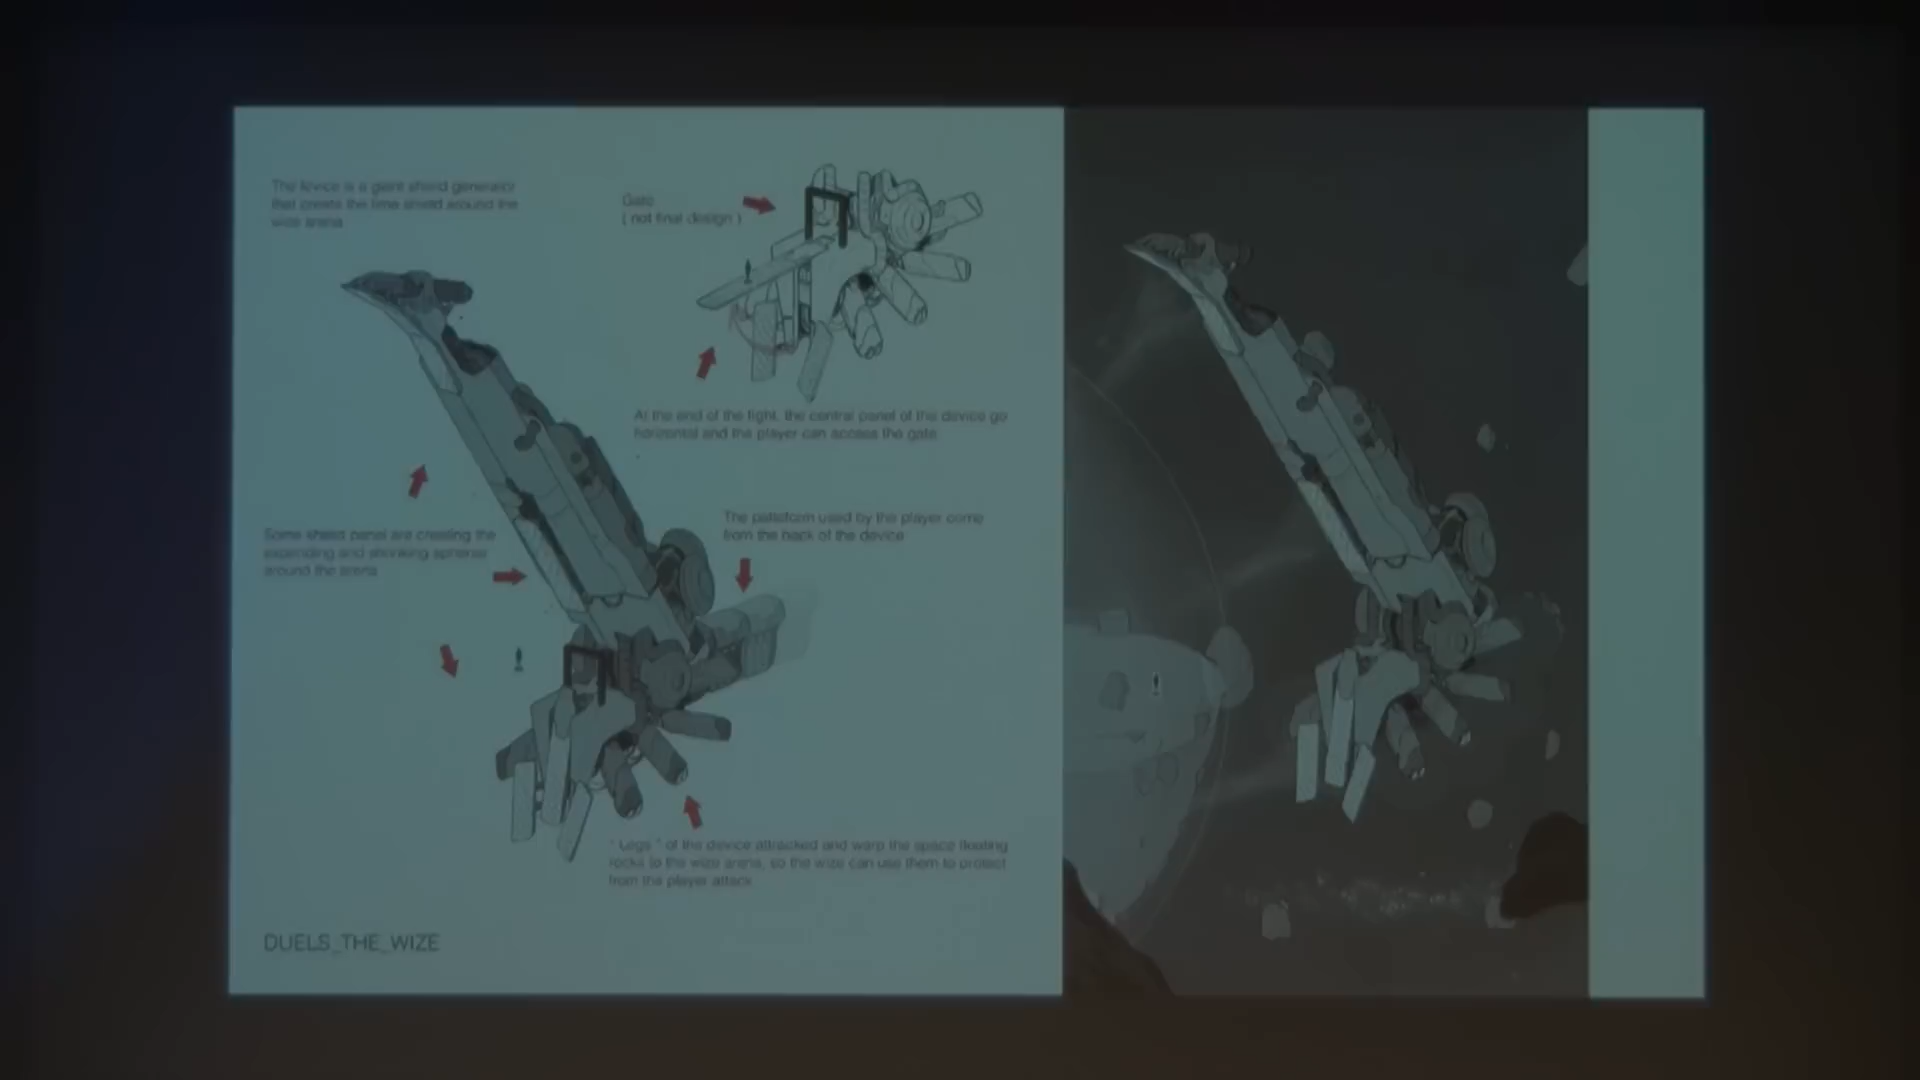 The device is a giant shield generator
that create the time shield around the
wize arena
Gate
( not final design )
At the end of the fight, the central panel of the device go
horizontal and the player can access the gate
The plateform used by the player come
from the back of the device
Some shield panel are creating the
expending and shrinking spheres
around the arena
" Legs " of the device attracked and warp the space floating
rocks to the wize arena, so the wize can use them to protect
from the player attack
DUELS_THE_WIZE